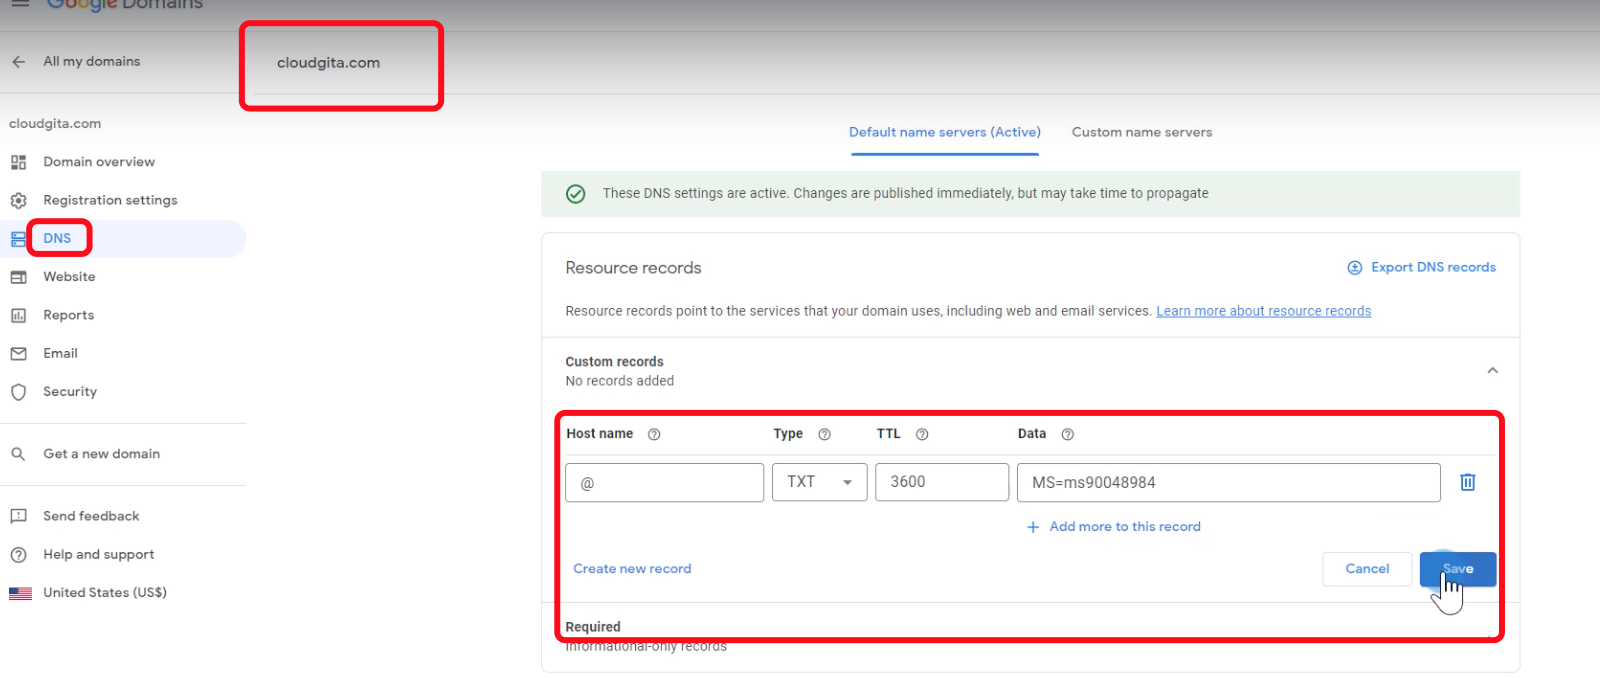 Google Domains
All my domains
cloudgita.com
cloudgita.com
Domain overview
Registration settings
DNS
Website
Reports
Email
Security
Get a new domain
Send feedback
Help and support
United States (US$)
Default name servers (Active) Custom name servers
These DNS settings are active. Changes are published immediately, but may take time to propagate
Resource records Export DNS records
Resource records point to the services that your domain uses, including web and email services. Learn more about resource records
Custom records
No records added
Host name Type TTL Data
@ TXT 3600 MS=ms90048984
Add more to this record
Create new record Cancel Save
Required
Informational-only records